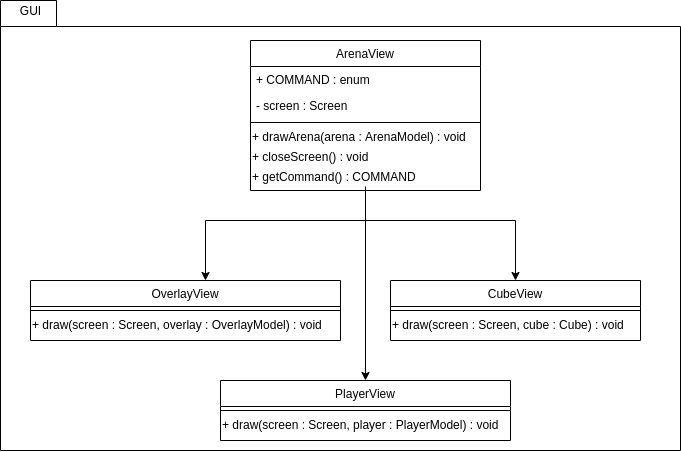 GUI
ArenaView
+ COMMAND : enum
- screen : Screen
+ drawArena(arena : ArenaModel) : void
+ closeScreen() : void
+ getCommand() : COMMAND
OverlayView
+ draw(screen : Screen, overlay : OverlayModel) : void
CubeView
+ draw(screen : Screen, cube : Cube) : void
PlayerView
+ draw(screen : Screen, player : PlayerModel) : void